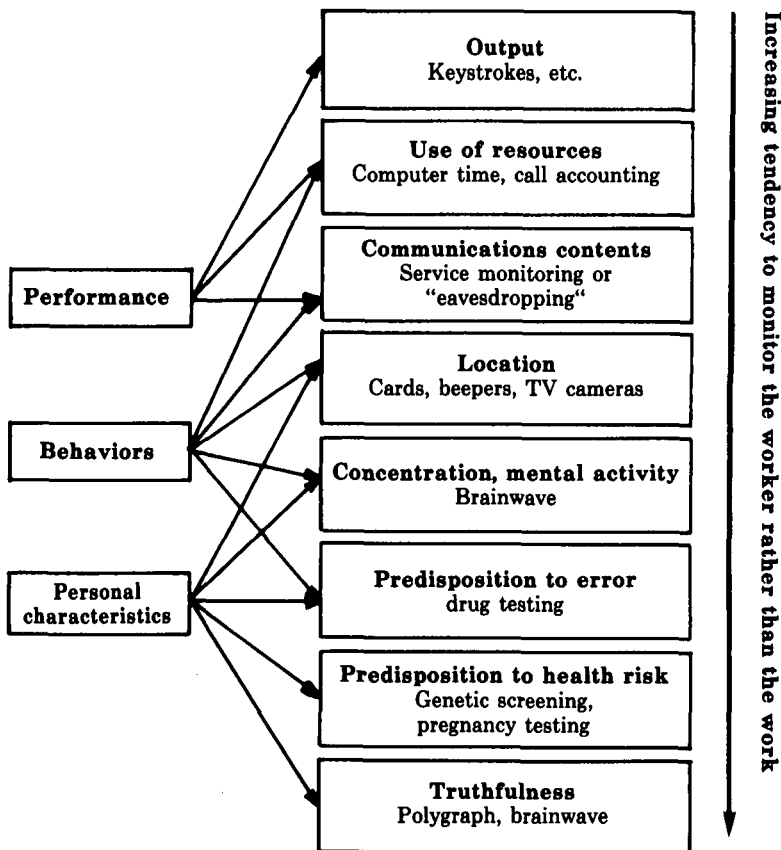 Output
Keystrokes, etc.
Use of resources
Computer time, call accounting
Communications contents
Service monitoring or
“eavesdropping“
Performance
Location
Cards, beepers, TV cameras
Behaviors
Concentration, mental activity
Brainwave
Personal
characteristics
Predisposition to error
drug testing
Predisposition to health risk
Genetic screening,
pregnancy testing
Truthfulness
Polygraph, brainwave
Increasing tendency to monitor the worker rather than the work